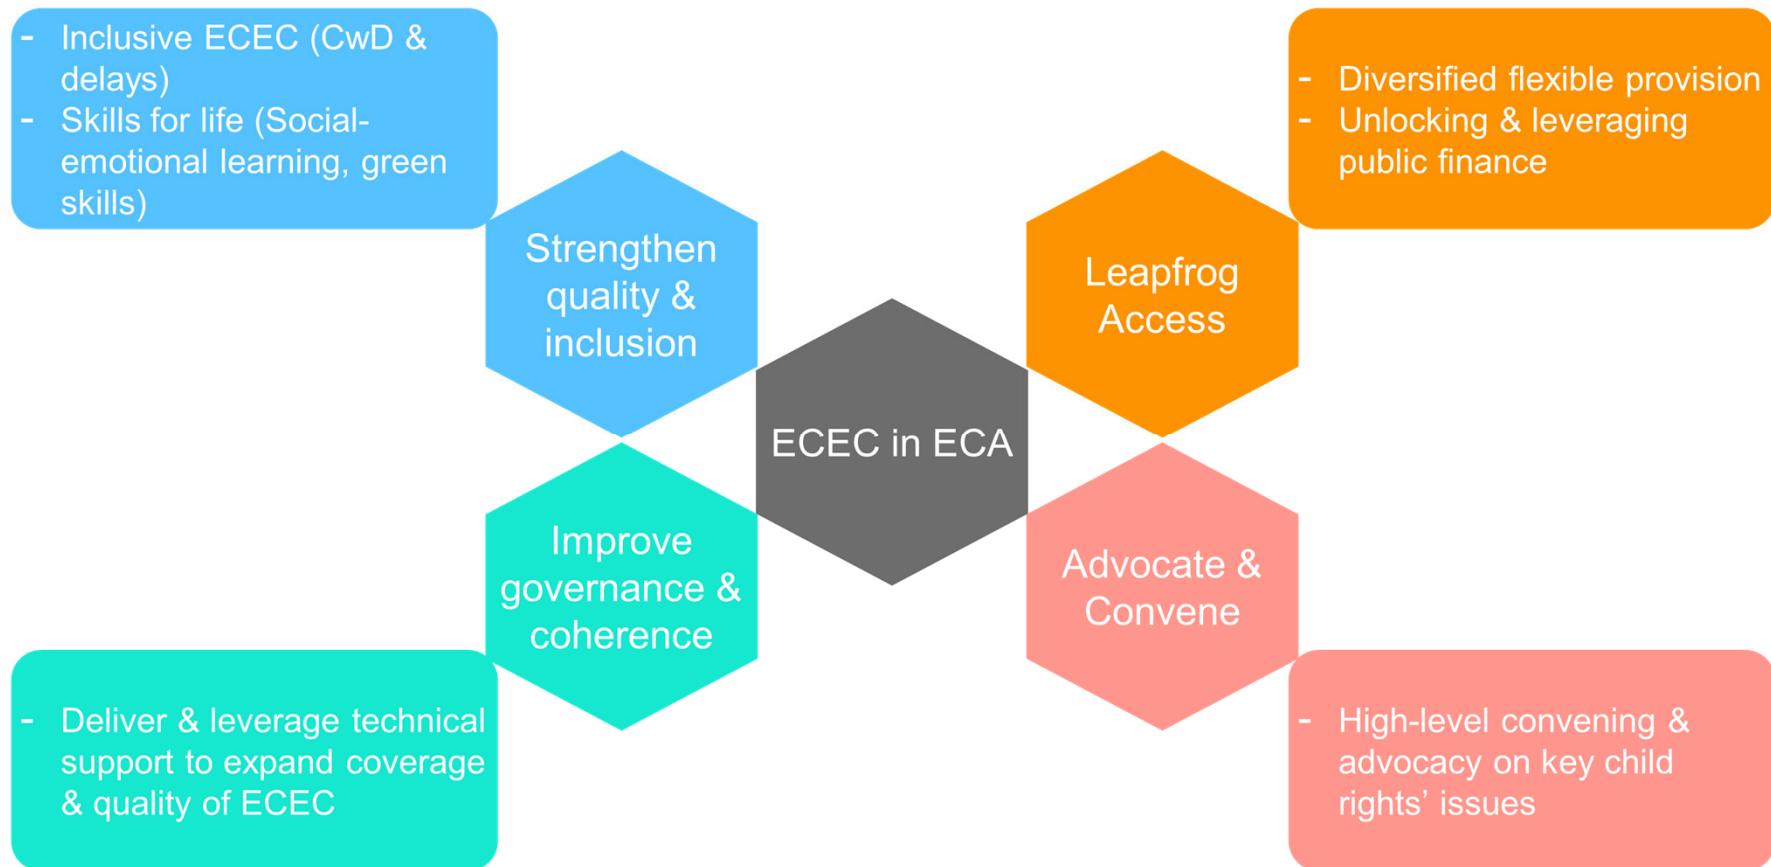 - Inclusive ECEC (CwD &
delays)
- Skills for life (Social-
emotional learning, green
skills)
- Diversified flexible provision
- Unlocking & leveraging
public finance
Strengthen
quality &
inclusion
Leapfrog
Access
ECEC in ECA
Improve
governance &
coherence
Advocate &
Convene
- Deliver & leverage technical
support to expand coverage
& quality of ECEC
- High-level convening &
advocacy on key child
rights’ issues